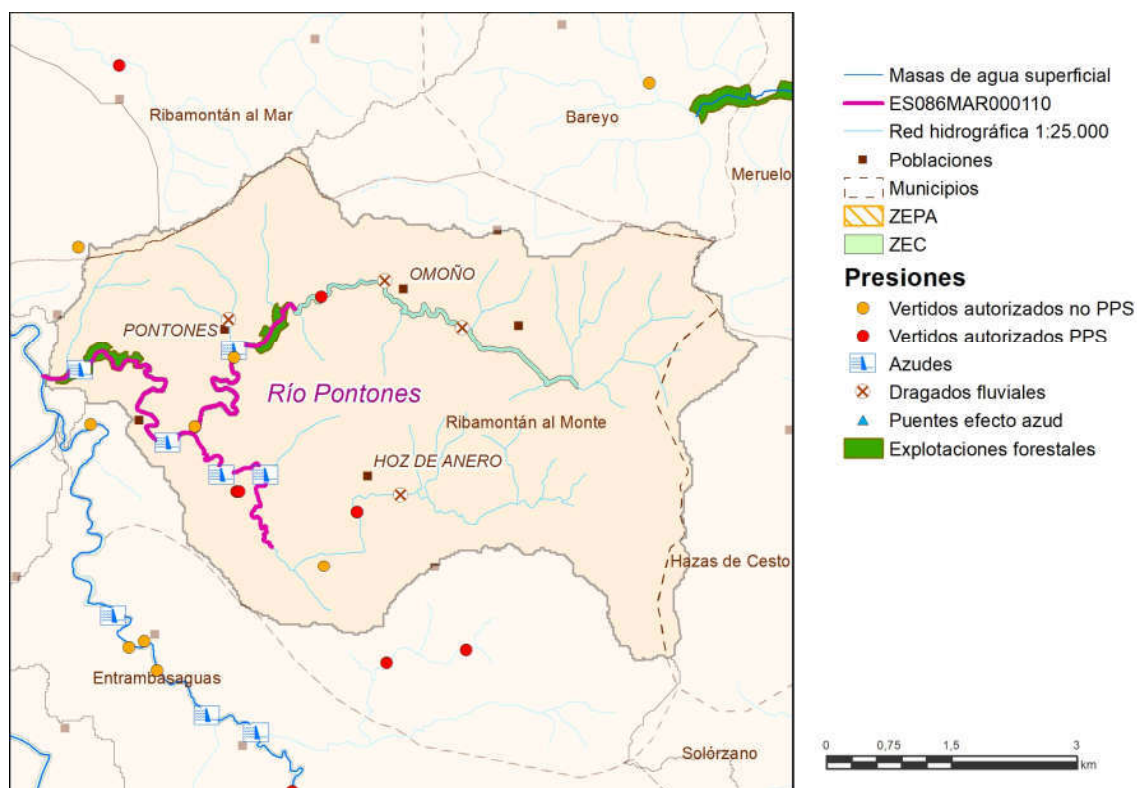 Ribamontán al Mar
Bareyo
Meruelo
OMOÑO
PONTONES
Río Pontones
Ribamontán al Monte
HOZ DE ANERO
Hazas de Cesto
Entrambasaguas
Solórzano
Masas de agua superficial
ES086MAR000110
Red hidrográfica 1:25.000
Poblaciones
Municipios
ZEPA
ZEC
Presiones
Vertidos autorizados no PPS
Vertidos autorizados PPS
Azudes
Dragados fluviales
Puentes efecto azud
Explotaciones forestales
0 0,75 1,5 3
km